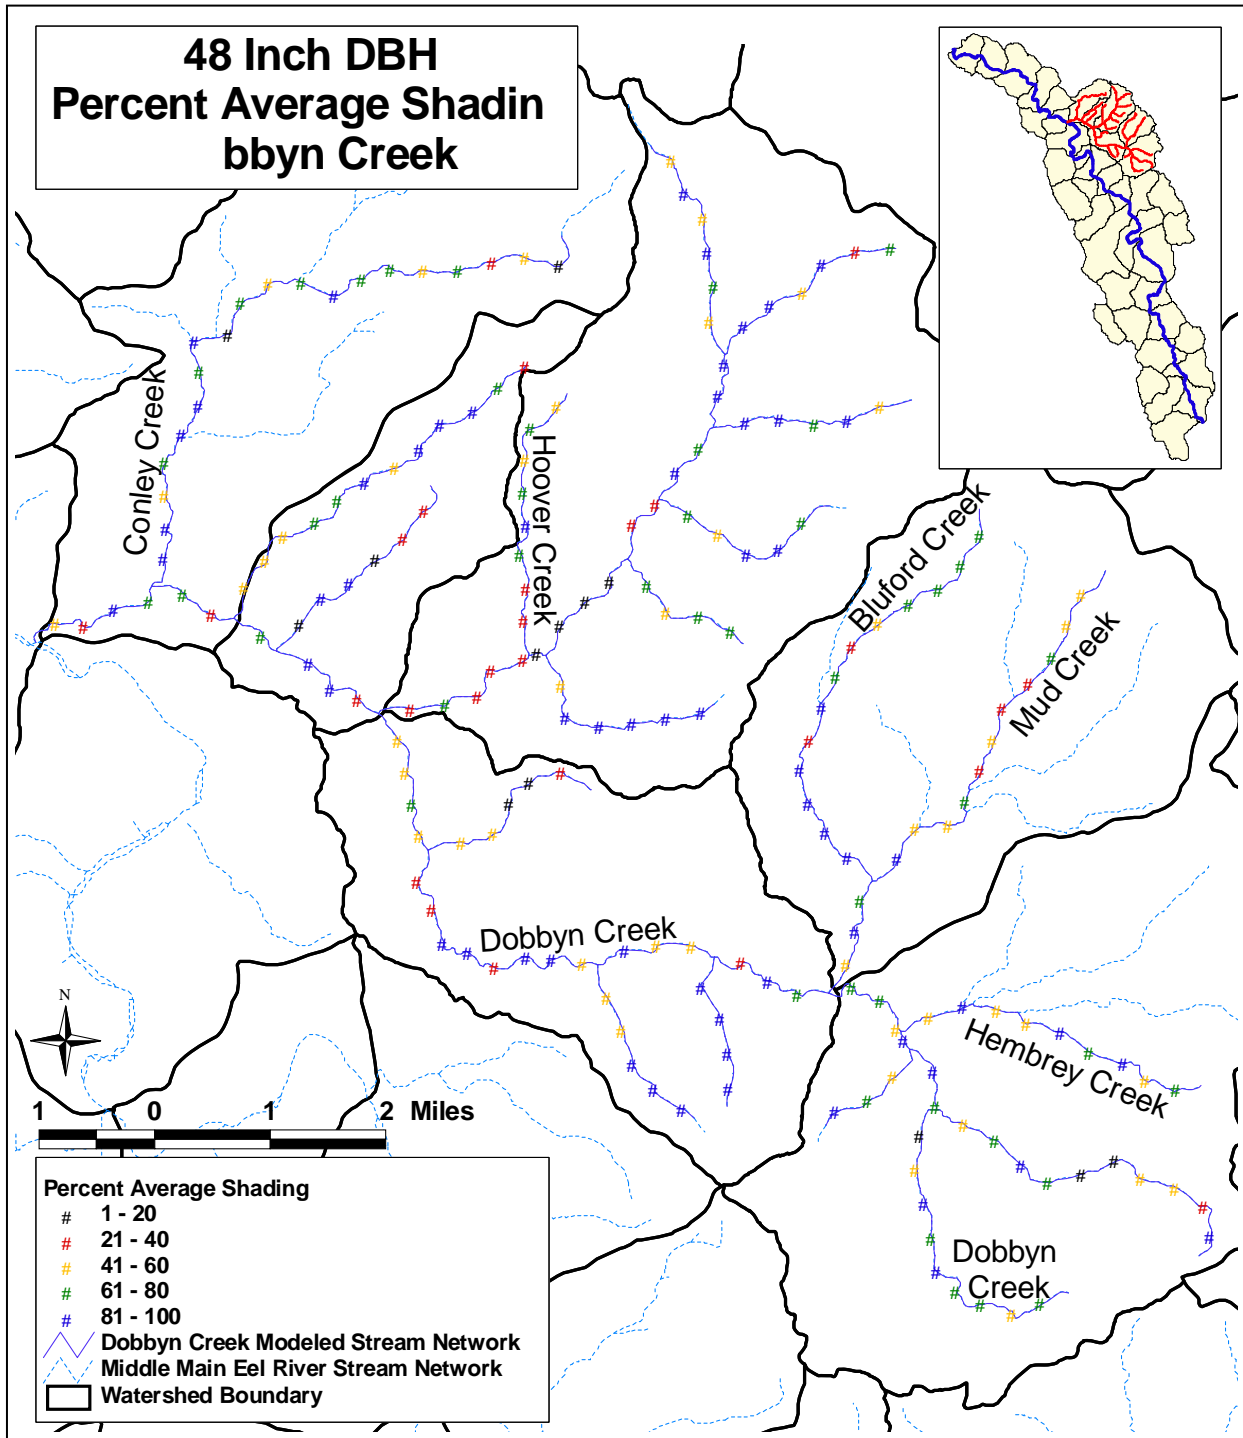 48 Inch DBH
Percent Average Shadin
bbyn Creek
Conley Creek
Hoover Creek
Bluford Creek
Mud Creek
Dobbyn Creek
Hembrey Creek
Dobbyn
Creek
N
1 0 1 2 Miles
Percent Average Shading
# 1 - 20
# 21 - 40
# 41 - 60
# 61 - 80
# 81 - 100
Dobbyn Creek Modeled Stream Network
Middle Main Eel River Stream Network
Watershed Boundary